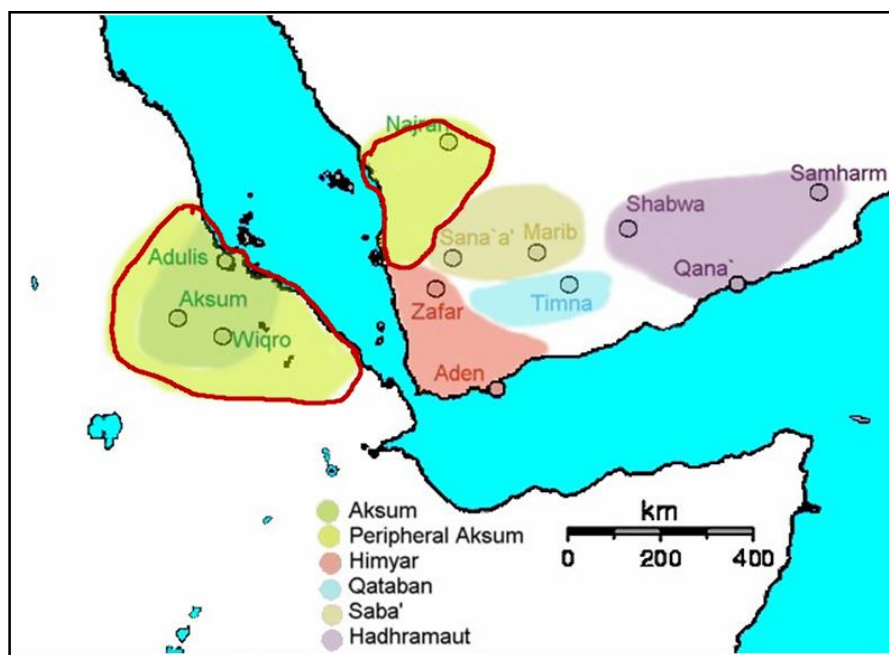 Najran
Samharm
Shabwa
Sana`a'
Marib
Adulis
Qana`
Aksum
Timna
Zafar
Wiqro
Aden
Aksum
Peripheral Aksum
Himyar
Qataban
Saba'
Hadhramaut
km
0 200 400